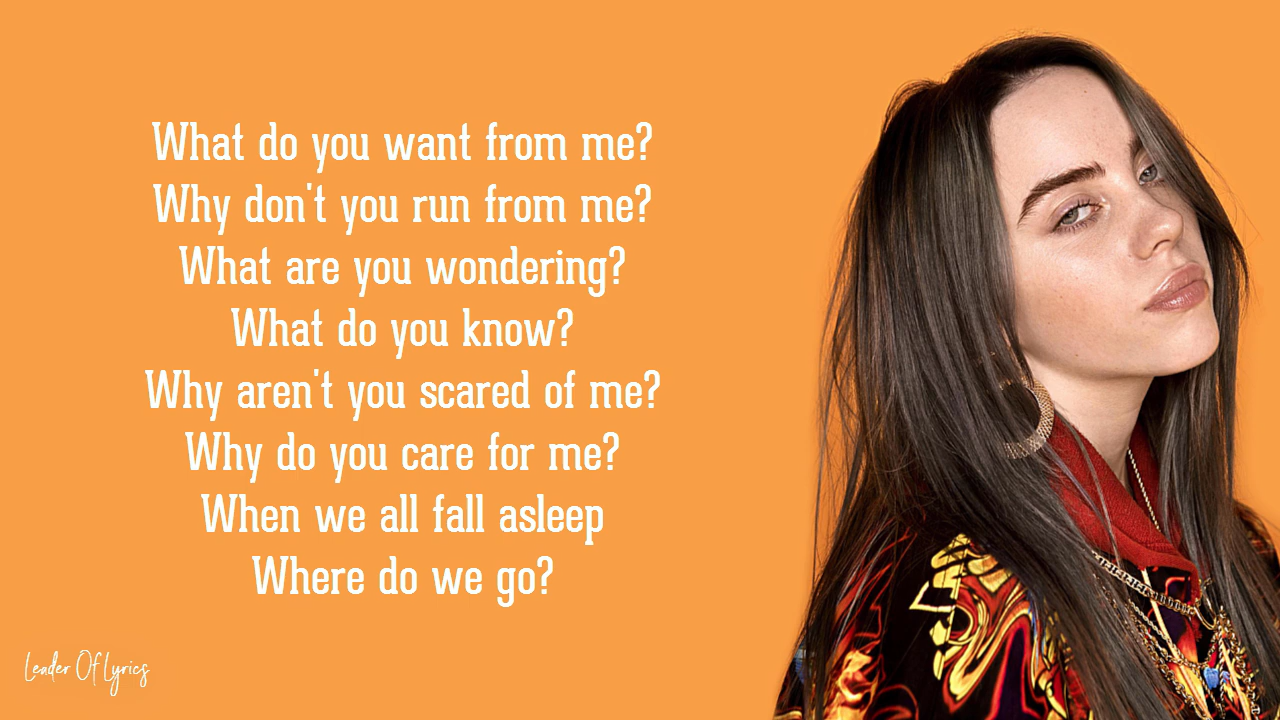 What do you want from me?
Why don't you run from me?
What are you wondering?
What do you know?
Why aren't you scared of me?
Why do you care for me?
When we all fall asleep
Where do we go?
Leader Of Lyrics